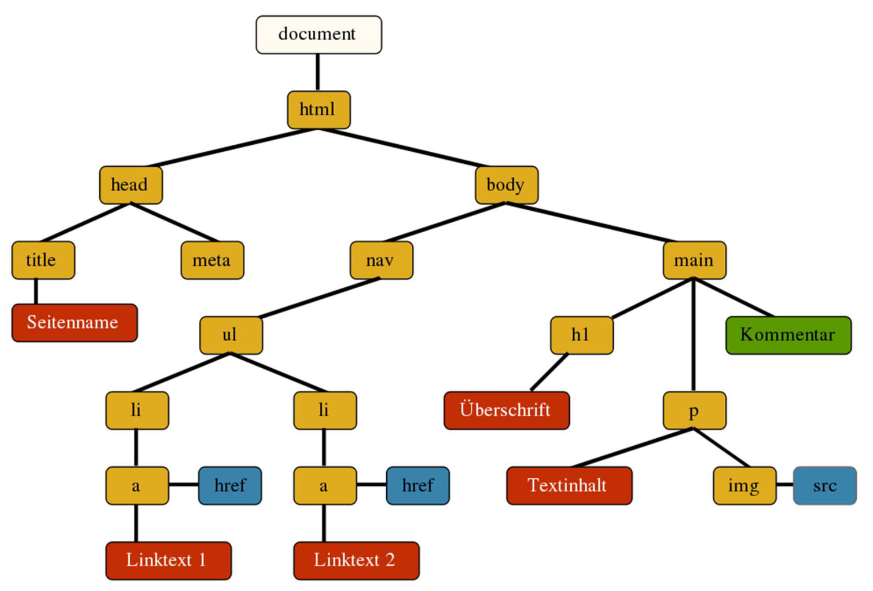 document
html
head
body
title
meta
nav
main
Seitenname
ul
h1
Kommentar
li
li
Überschrift
p
a
href
a
href
Textinhalt
img
src
Linktext 1
Linktext 2